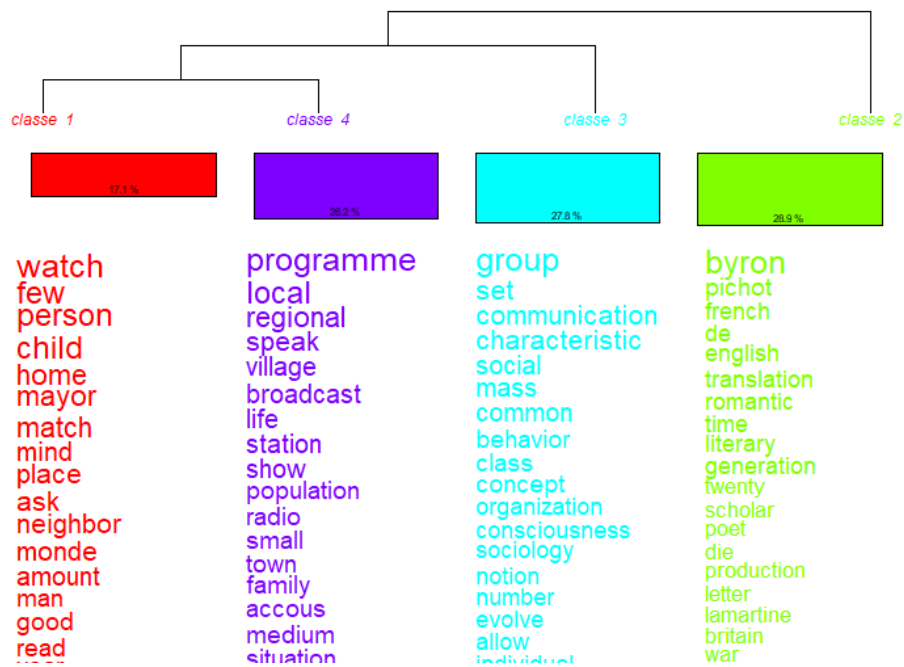 classe 1
classe 4
classe 3
classe 2
17.1 %
26.2 %
27.8 %
28.9 %
watch
few
person
child
home
mayor
match
mind
place
ask
neighbor
monde
amount
man
good
read
programme
local
regional
speak
village
broadcast
life
station
show
population
radio
small
town
family
accous
medium
situation
group
set
communication
characteristic
social
mass
common
behavior
class
concept
organization
consciousness
sociology
notion
number
evolve
allow
individual
byron
pichot
french
de
english
translation
romantic
time
literary
generation
twenty
scholar
poet
die
production
letter
lamartine
britain
war